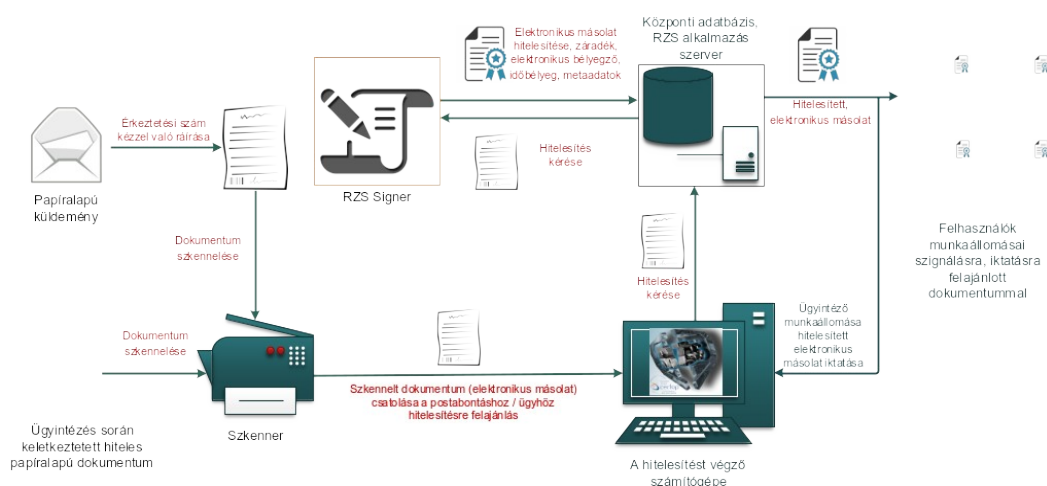 Elektronikus másolat
hitelesítése, záradék,
elektronikus bélyegző,
időbélyeg, metaadatok
Központi adatbázis,
RZS alkalmazás
szerver
Hitelesített,
elektronikus másolat
Érkeztetési szám
kézzel való ráírása
Hitelesítés
kérése
Papíralapú
küldemény
RZS Signer
Dokumentum
szkennelése
Hitelesítés
kérése
Felhasználók
munkaállomásai
szignálásra, iktatásra
felajánlott
dokumentummal
Dokumentum
szkennelése
Ügyintéző
munkaállomása
hitelesített
elektronikus
másolat iktatása
Szkennelt dokumentum (elektronikus másolat)
csatolása a postabontáshoz / ügyhöz
hitelesítésre felajánlás
Ügyintézés során
keletkeztetett hiteles
papíralapú dokumentum
Szkenner
A hitelesítést végző
számítógépe